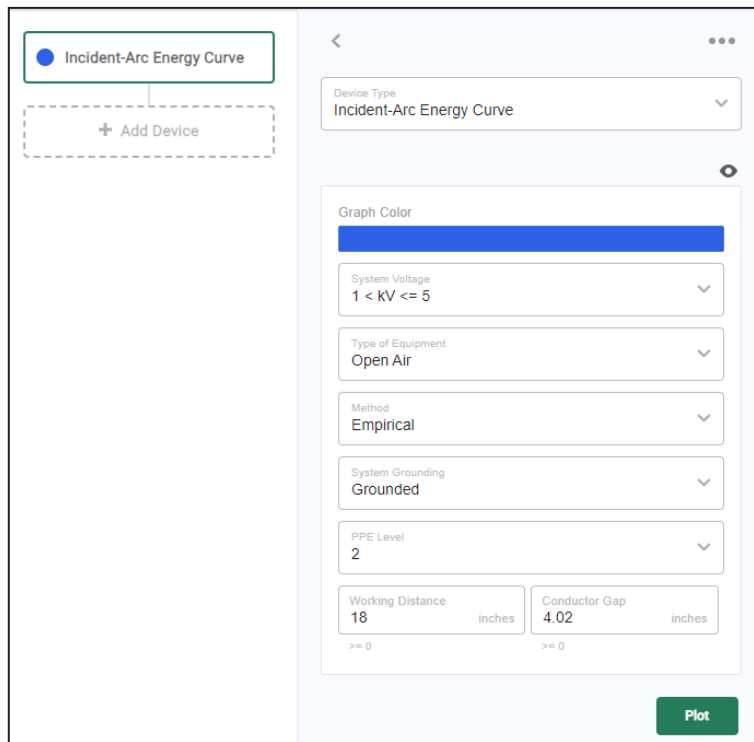 Incident-Arc Energy Curve
+ Add Device
Device Type
Incident-Arc Energy Curve
Graph Color
System Voltage
1 < kV <= 5
Type of Equipment
Open Air
Method
Empirical
System Grounding
Grounded
PPE Level
2
Working Distance
18 inches
>= 0
Conductor Gap
4.02 inches
>= 0
Plot